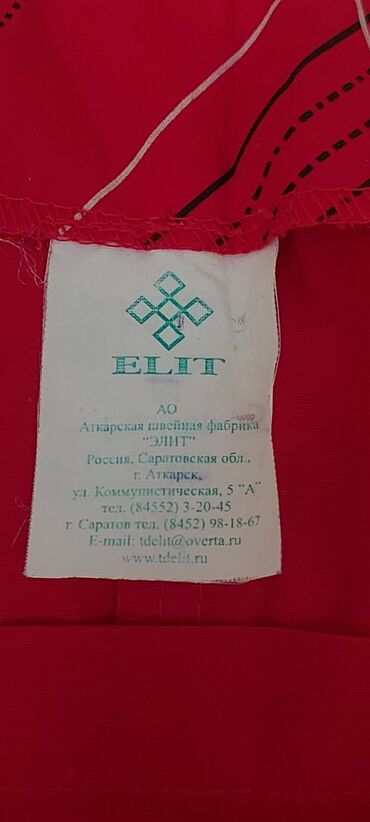 ELIT
АО
Аткарская швейная фабрика
"ЭЛИТ"
Россия, Саратовская обл.,
г. Аткарск,
ул. Коммунистическая, 5 "А"
тел. (84552) 3-20-45
г. Саратов тел. (8452) 98-18-67
E-mail: tdelit@overta.ru
www.tdelit.ru